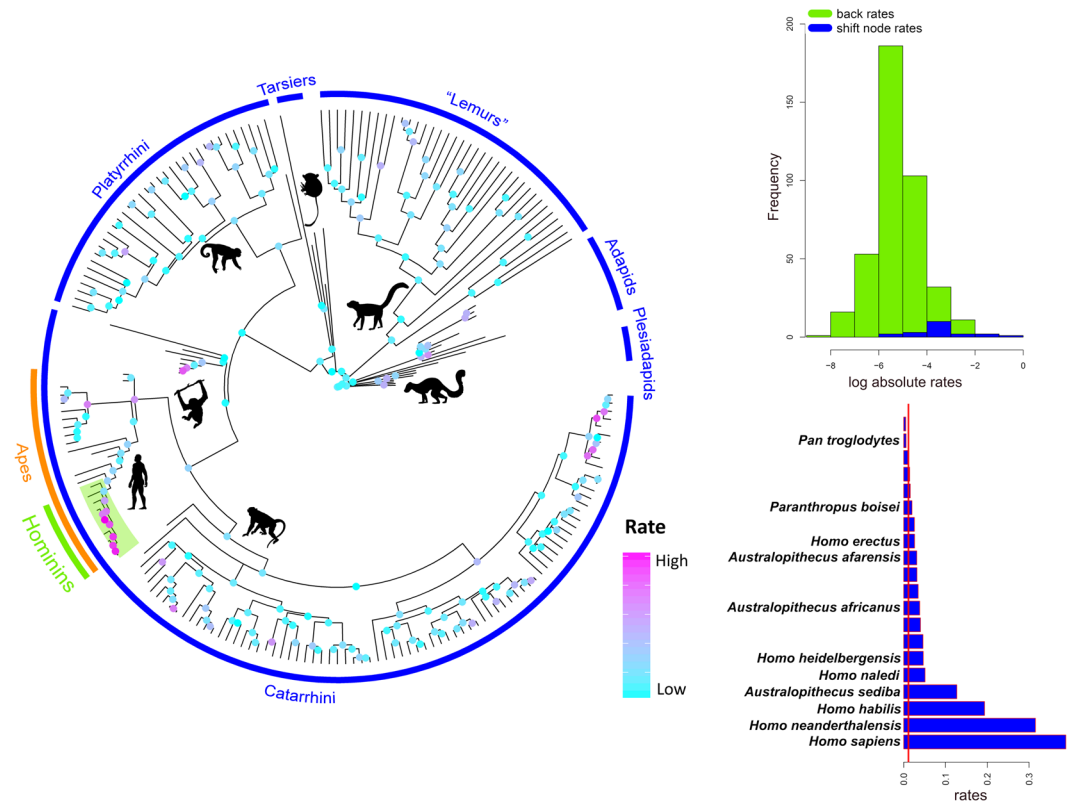 Tarsiers
"Lemurs"
Platyrrhini
Adapids
Plesiadapids
Apes
Hominins
Catarrhini
Rate
High
Low
back rates
shift node rates
Frequency
0
50
100
150
200
−8
−6
−4
−2
0
log absolute rates
Pan troglodytes
Paranthropus boisei
Homo erectus
Australopithecus afarensis
Australopithecus africanus
Homo heidelbergensis
Homo naledi
Australopithecus sediba
Homo habilis
Homo neanderthalensis
Homo sapiens
0.0
0.1
0.2
0.3
rates